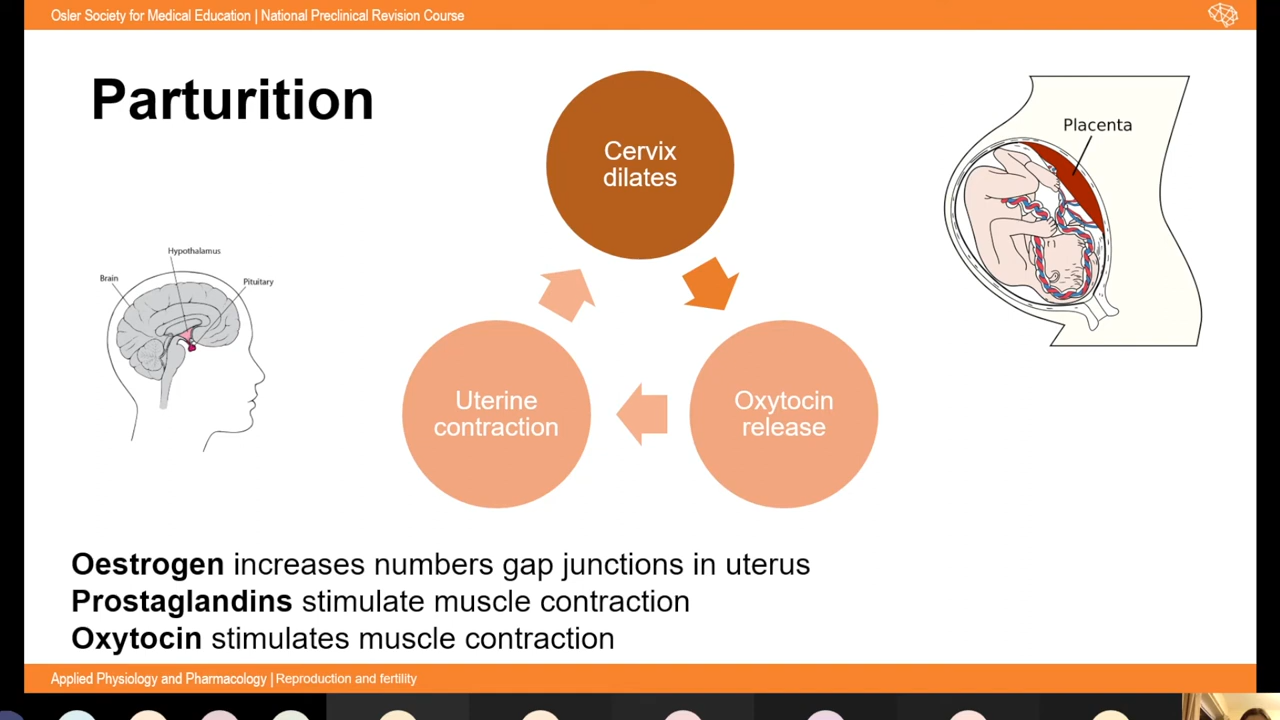 Osler Society for Medical Education | National Preclinical Revision Course
Parturition
Cervix
dilates
Placenta
Hypothalamus
Brain
Pituitary
Uterine
contraction
Oxytocin
release
Oestrogen increases numbers gap junctions in uterus
Prostaglandins stimulate muscle contraction
Oxytocin stimulates muscle contraction
Applied Physiology and Pharmacology | Reproduction and fertility